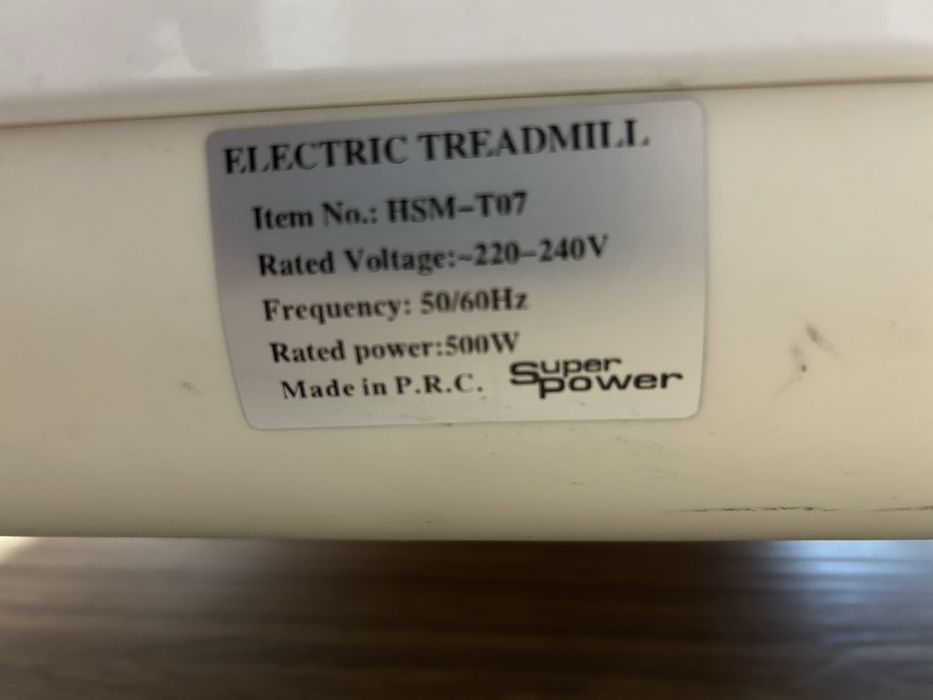 ELECTRIC TREADMILL
Item No.: HSM-T07
Rated Voltage:~220-240V
Frequency: 50/60Hz
Rated power:500W
Made in P.R.C.
Super
power